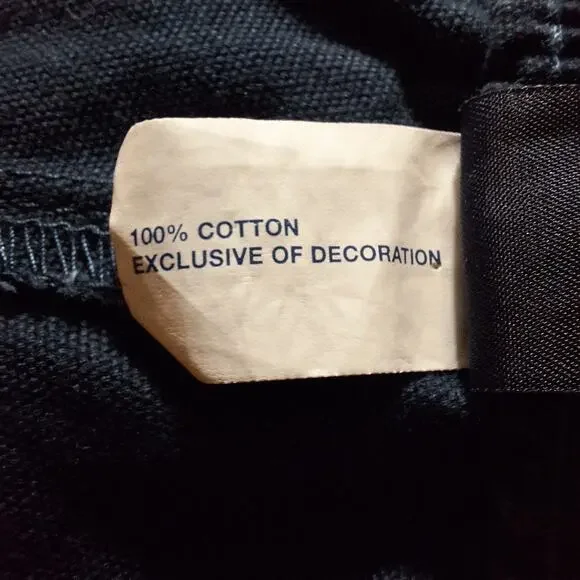 100% COTTON
EXCLUSIVE OF DECORATION